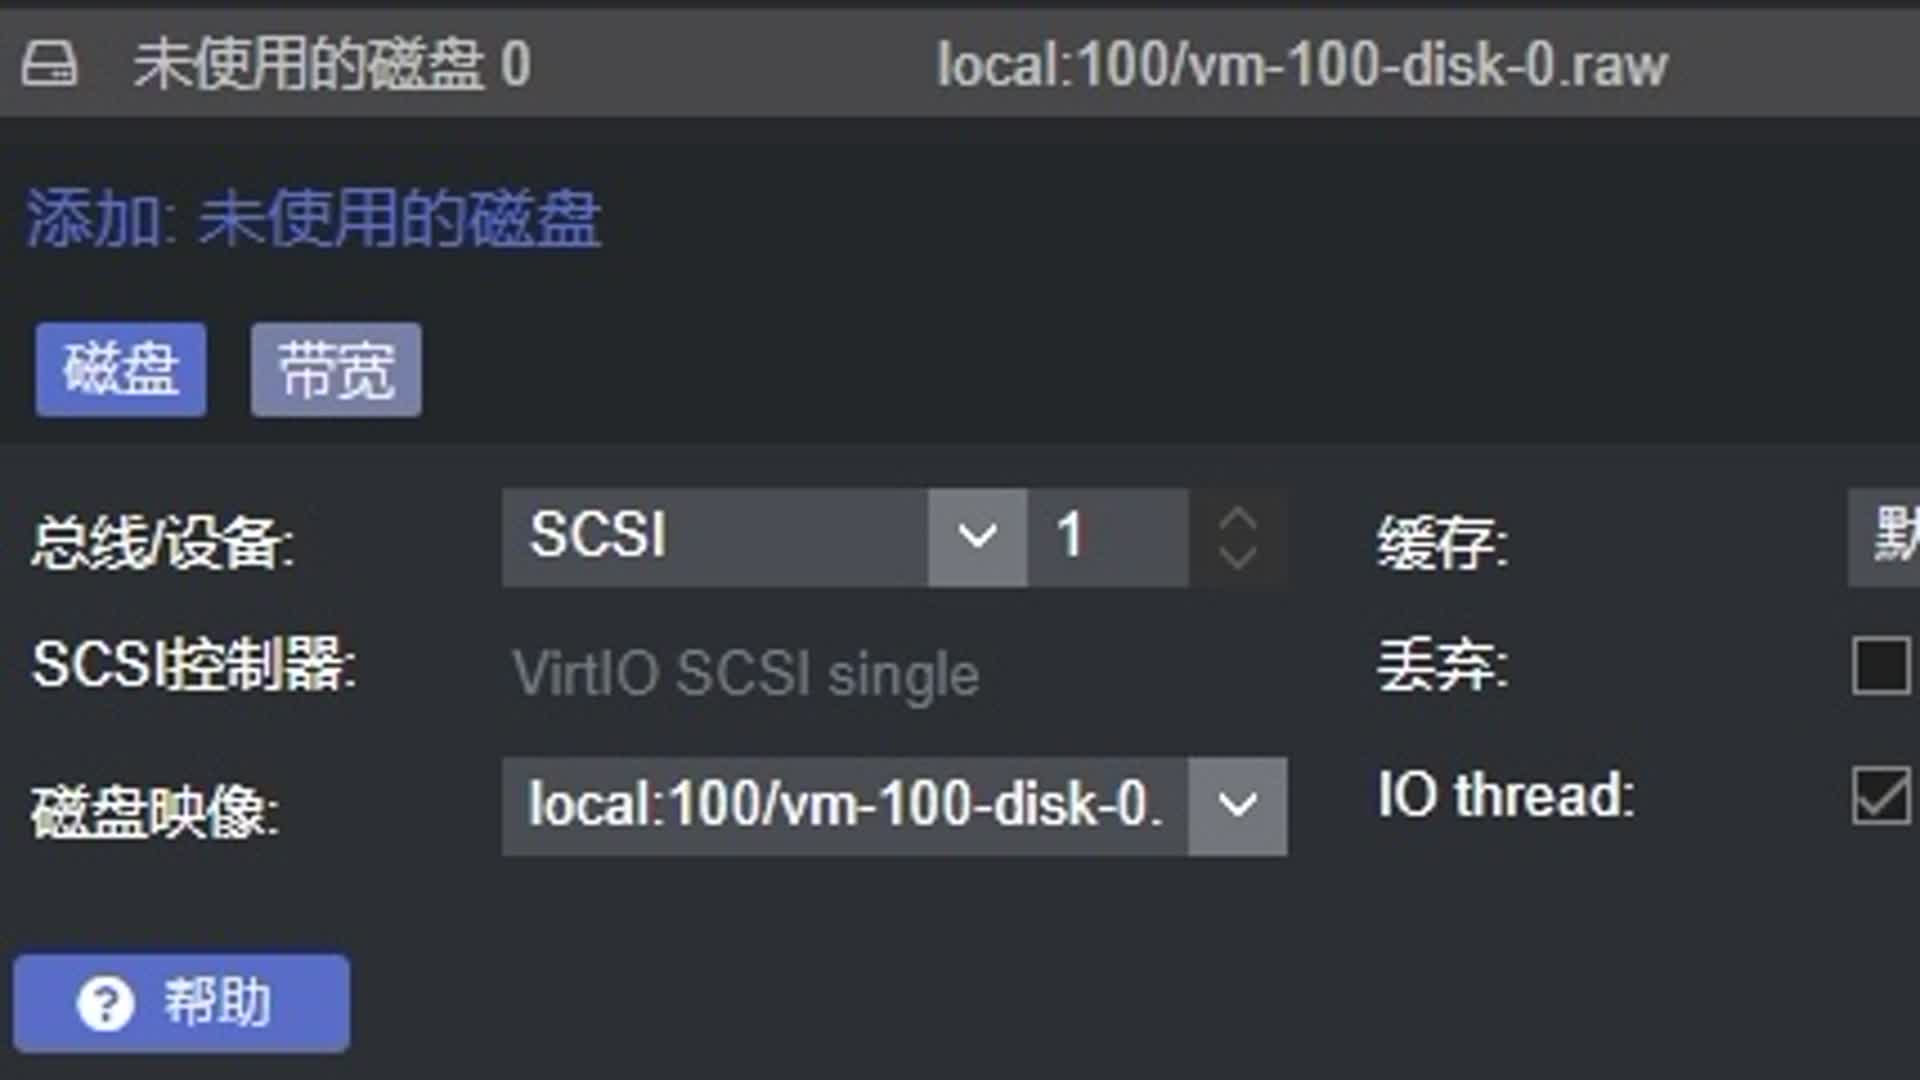 未使用的磁盘 0 local:100/vm-100-disk-0.raw
添加: 未使用的磁盘
磁盘 带宽
总线/设备: SCSI 1 缓存:
SCSI控制器: VirtIO SCSI single 丢弃:
磁盘映像: local:100/vm-100-disk-0. IO thread:
帮助